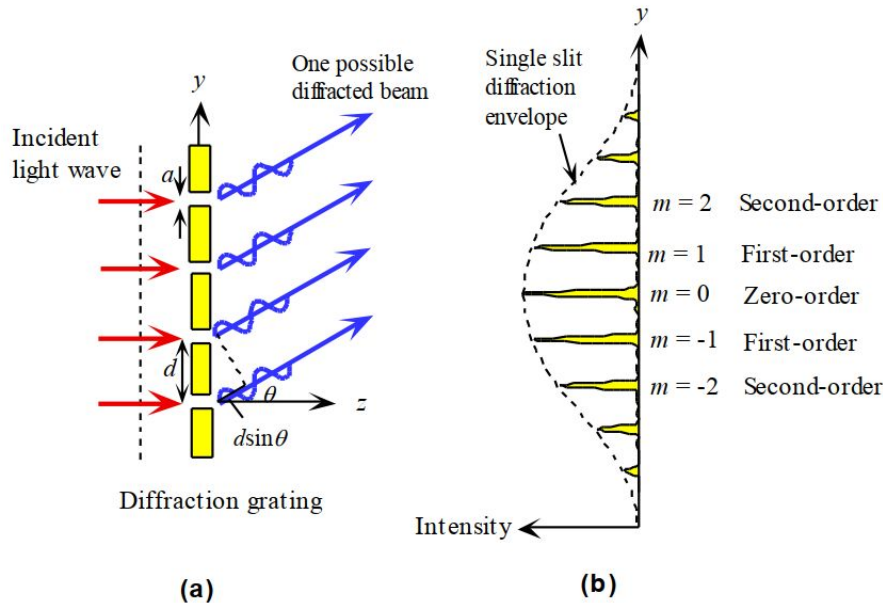 y
One possible
diffracted beam
Incident
light wave
a
d
θ
z
dsinθ
Diffraction grating
(a)
y
Single slit
diffraction
envelope
m = 2 Second-order
m = 1 First-order
m = 0 Zero-order
m = -1 First-order
m = -2 Second-order
Intensity
(b)